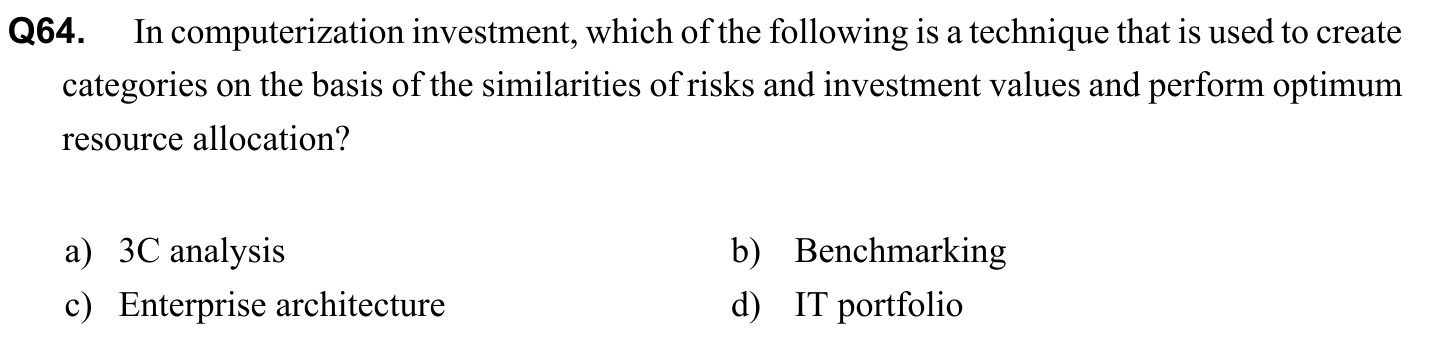 Q64. In computerization investment, which of the following is a technique that is used to create
categories on the basis of the similarities of risks and investment values and perform optimum
resource allocation?
a) 3C analysis b) Benchmarking
c) Enterprise architecture d) IT portfolio